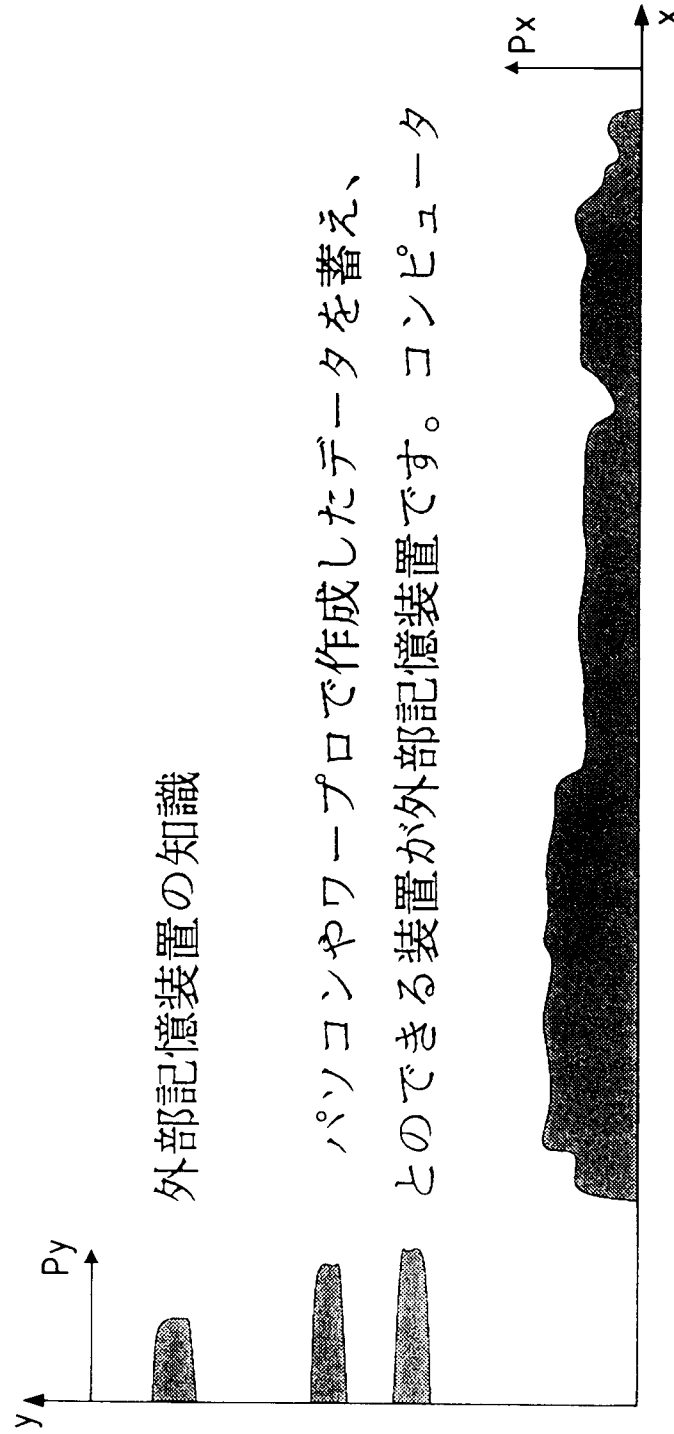 y
Py
外部記憶装置の知識
パソコンやワープロで作成したデータを蓄え、
とのできる装置が外部記憶装置です。コンピュータ
Px
x